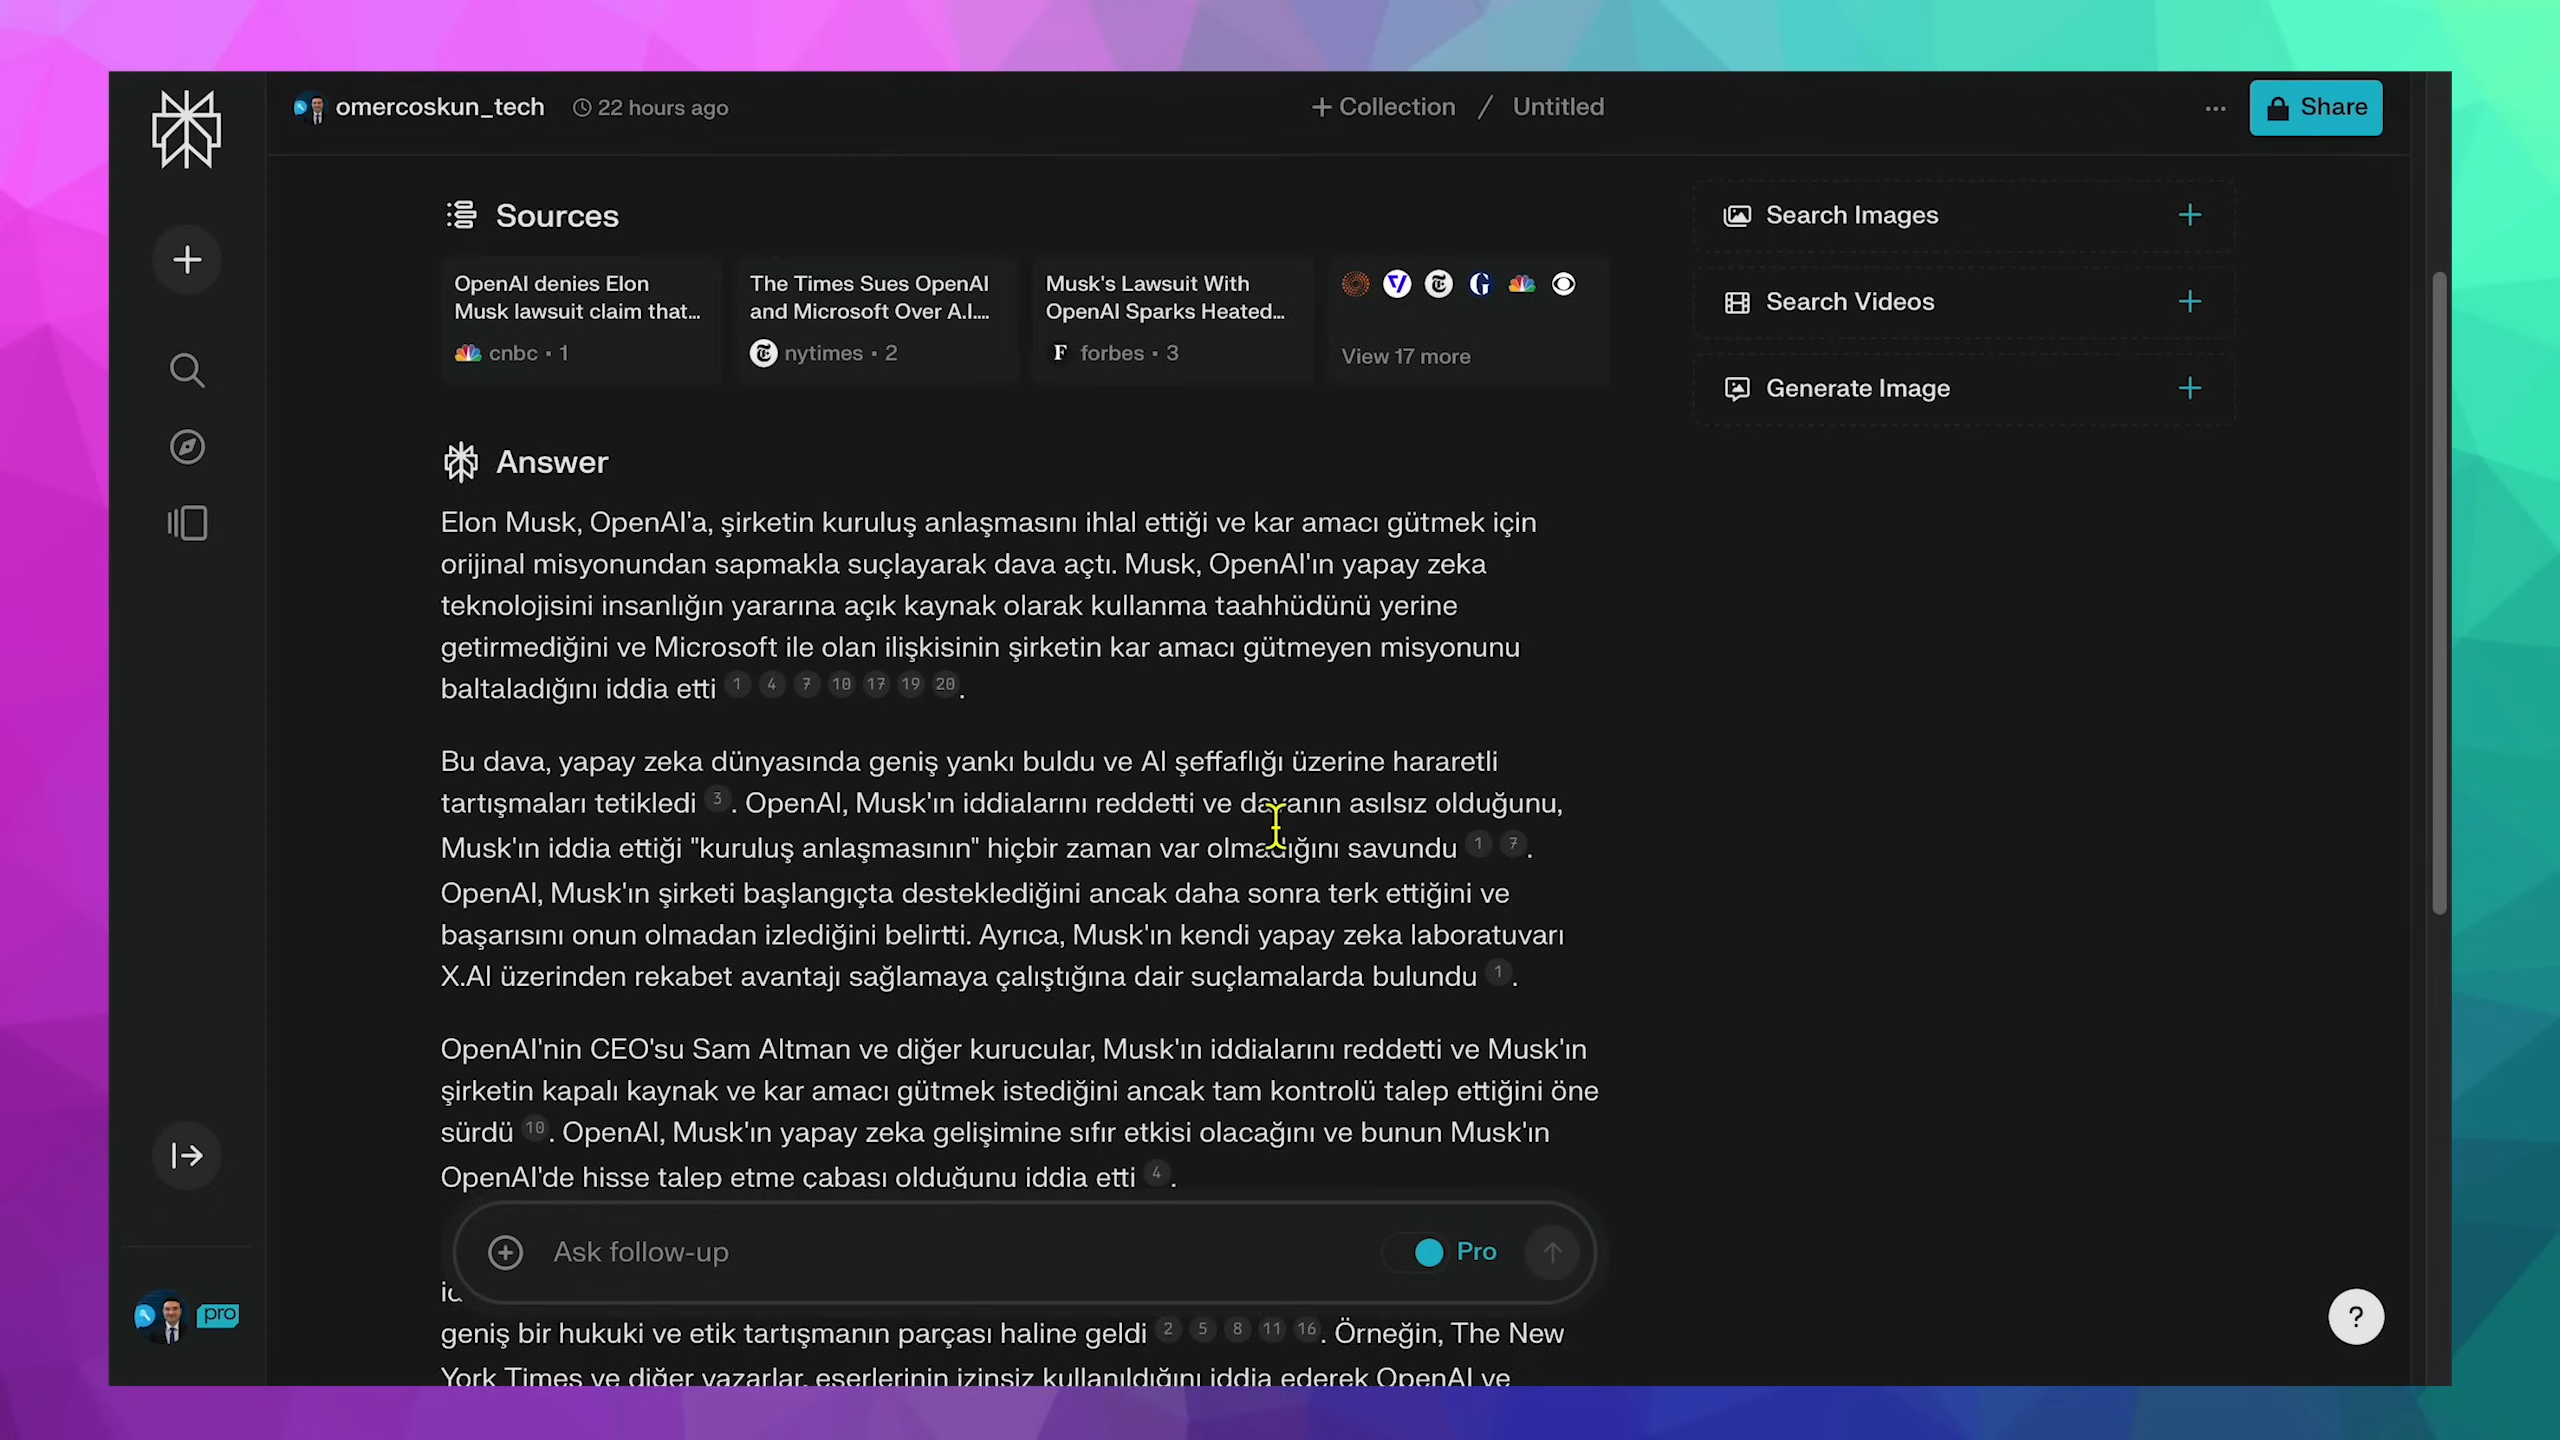 omercoskun_tech
22 hours ago
+ Collection / Untitled
... Share
Sources
OpenAI denies Elon
Musk lawsuit claim that...
cnbc · 1
The Times Sues OpenAI
and Microsoft Over A.I....
nytimes · 2
Musk's Lawsuit With
OpenAI Sparks Heated...
F forbes · 3
View 17 more
Search Images
Search Videos
Generate Image
Answer
Elon Musk, OpenAI'a, şirketin kuruluş anlaşmasını ihlal ettiği ve kar amacı gütmek için
orijinal misyonundan sapmakla suçlayarak dava açtı. Musk, OpenAI'ın yapay zeka
teknolojisini insanlığın yararına açık kaynak olarak kullanma taahhüdünü yerine
getirmediğini ve Microsoft ile olan ilişkisinin şirketin kar amacı gütmeyen misyonunu
baltaladığını iddia etti 1 4 7 10 17 19 20.
Bu dava, yapay zeka dünyasında geniş yankı buldu ve AI şeffaflığı üzerine hararetli
tartışmaları tetikledi 3. OpenAI, Musk'ın iddialarını reddetti ve davanın asılsız olduğunu,
Musk'ın iddia ettiği "kuruluş anlaşmasının" hiçbir zaman var olmadığını savundu 1 7.
OpenAI, Musk'ın şirketi başlangıçta desteklediğini ancak daha sonra terk ettiğini ve
başarısını onun olmadan izlediğini belirtti. Ayrıca, Musk'ın kendi yapay zeka laboratuvarı
X.AI üzerinden rekabet avantajı sağlamaya çalıştığına dair suçlamalarda bulundu 1.
OpenAI'nin CEO'su Sam Altman ve diğer kurucular, Musk'ın iddialarını reddetti ve Musk'ın
şirketin kapalı kaynak ve kar amacı gütmek istediğini ancak tam kontrolü talep ettiğini öne
sürdü 10. OpenAI, Musk'ın yapay zeka gelişimine sıfır etkisi olacağını ve bunun Musk'ın
OpenAI'de hisse talep etme çabası olduğunu iddia etti 4.
Ask follow-up
Pro
geniş bir hukuki ve etik tartışmanın parçası haline geldi 2 5 8 11 16. Örneğin, The New
York Times ve diğer yazarlar, eserlerinin izinsiz kullanıldığını iddia ederek OpenAI ve
pro
?